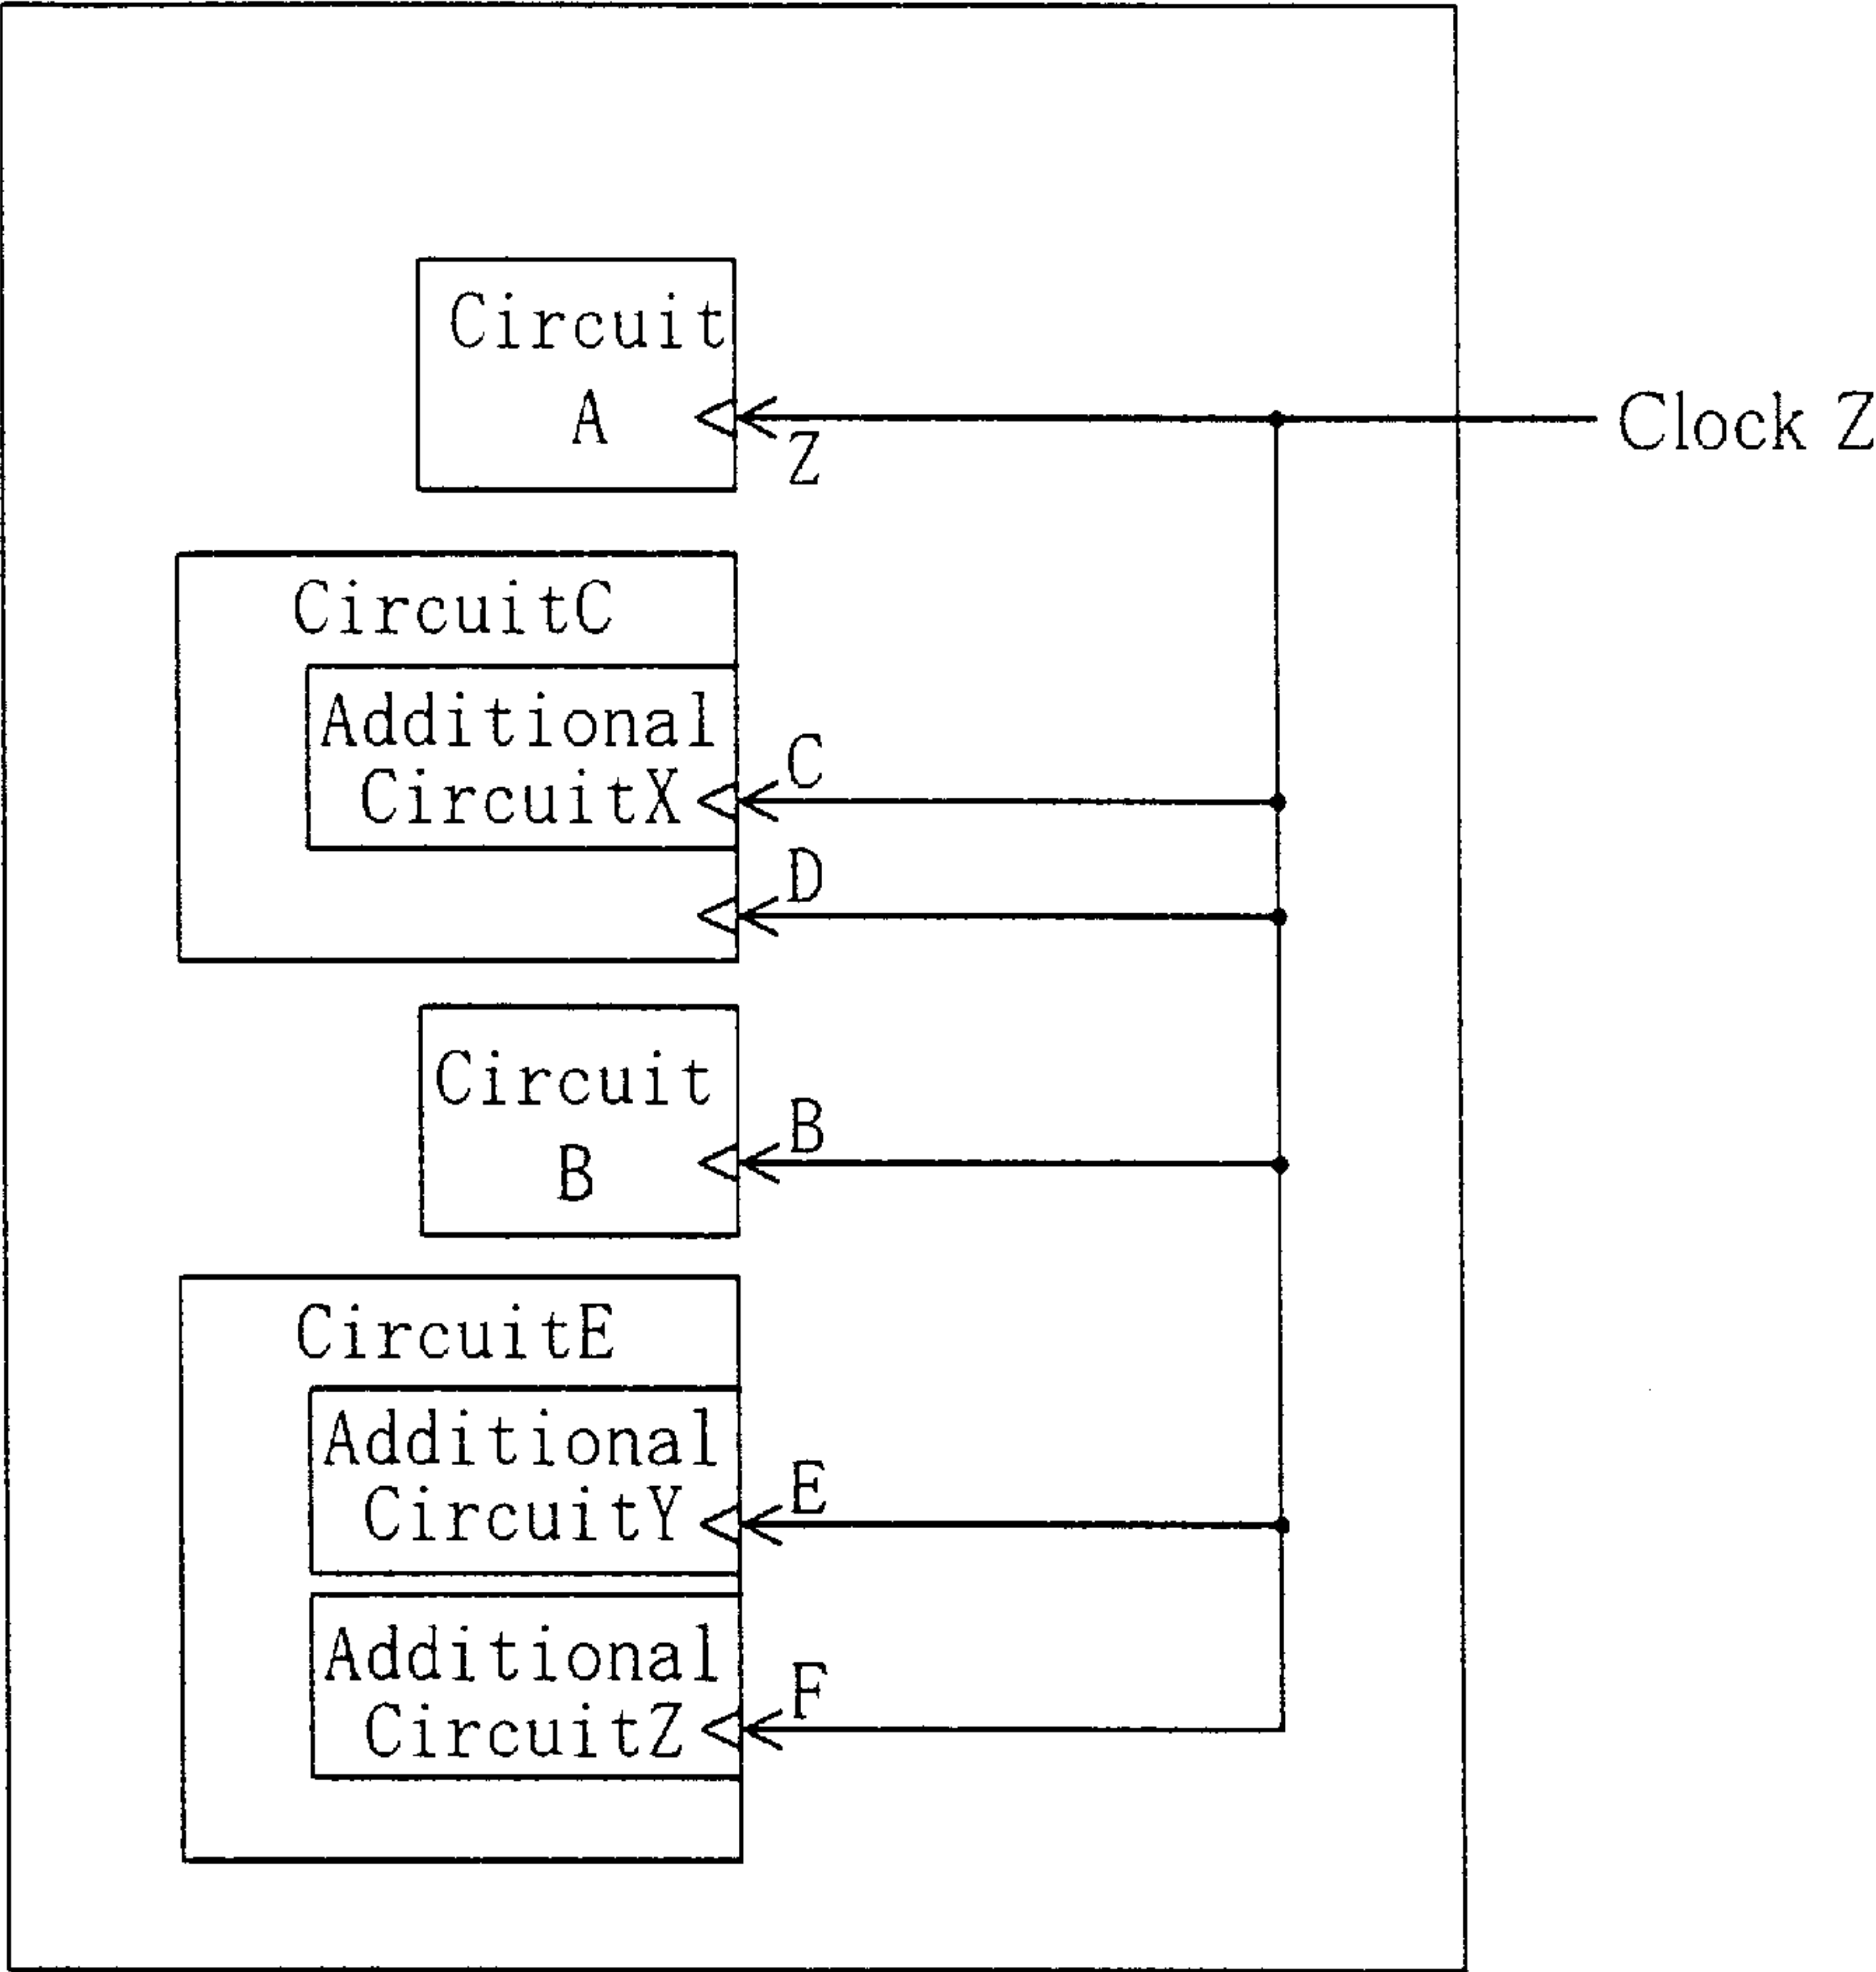 Circuit
A
Z
Clock Z
CircuitC
Additional
CircuitX
C
D
Circuit
B
B
CircuitE
Additional
CircuitY
E
Additional
CircuitZ
F